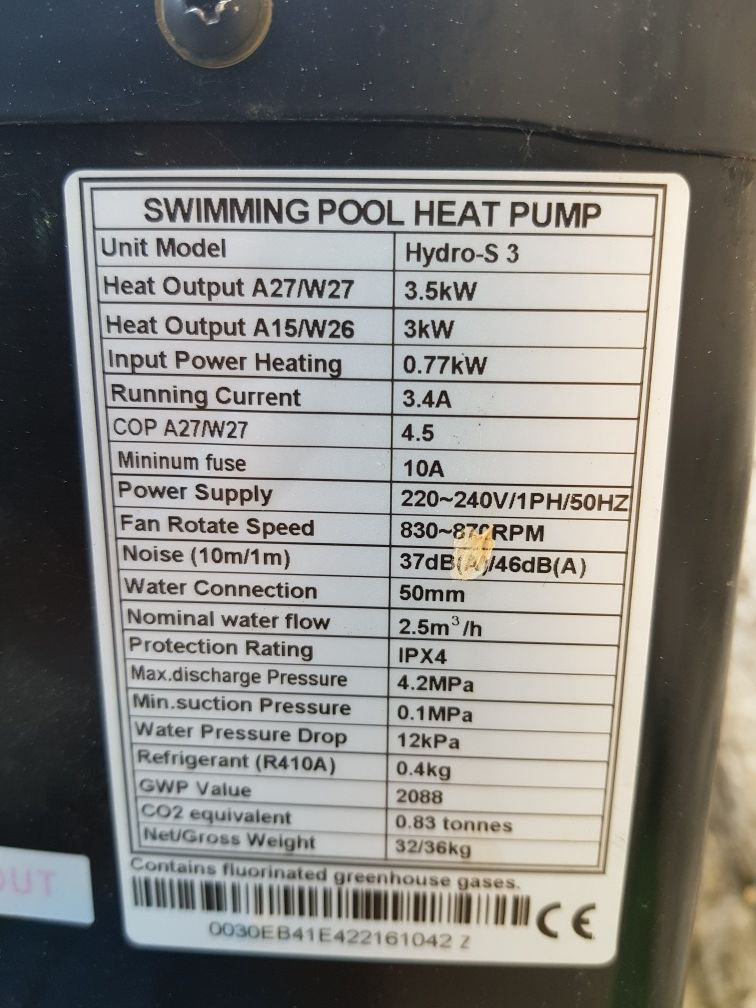 SWIMMING POOL HEAT PUMP
Unit Model Hydro-S 3
Heat Output A27/W27 3.5kW
Heat Output A15/W26 3kW
Input Power Heating 0.77kW
Running Current 3.4A
COP A27/W27 4.5
Mininum fuse 10A
Power Supply 220~240V/1PH/50HZ
Fan Rotate Speed 830~870RPM
Noise (10m/1m) 37dB(A)/46dB(A)
Water Connection 50mm
Nominal water flow 2.5m³/h
Protection Rating IPX4
Max.discharge Pressure 4.2MPa
Min.suction Pressure 0.1MPa
Water Pressure Drop 12kPa
Refrigerant (R410A) 0.4kg
GWP Value 2088
CO2 equivalent 0.83 tonnes
Net/Gross Weight 32/36kg
Contains fluorinated greenhouse gases.
0030EB41E422161042 Z
CE
OUT